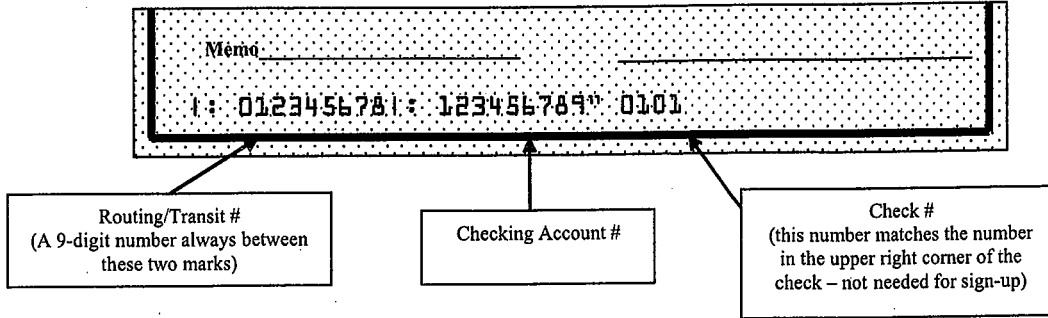 Memo
⑆ 012345678⑆ 123456789⑈ 0101
Routing/Transit #
(A 9-digit number always between
these two marks)
Checking Account #
Check #
(this number matches the number
in the upper right corner of the
check – not needed for sign-up)